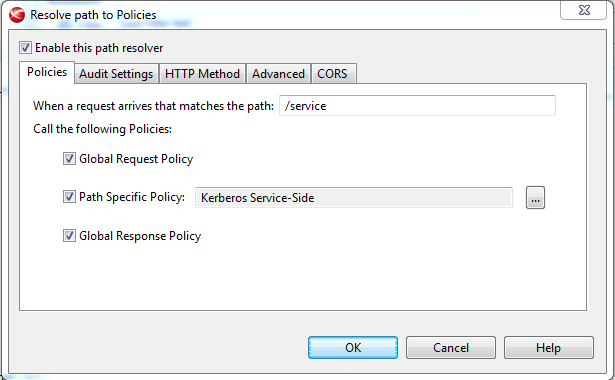 Resolve path to Policies
Enable this path resolver
Policies Audit Settings HTTP Method Advanced CORS
When a request arrives that matches the path: /service
Call the following Policies:
Global Request Policy
Path Specific Policy: Kerberos Service-Side ...
Global Response Policy
OK Cancel Help